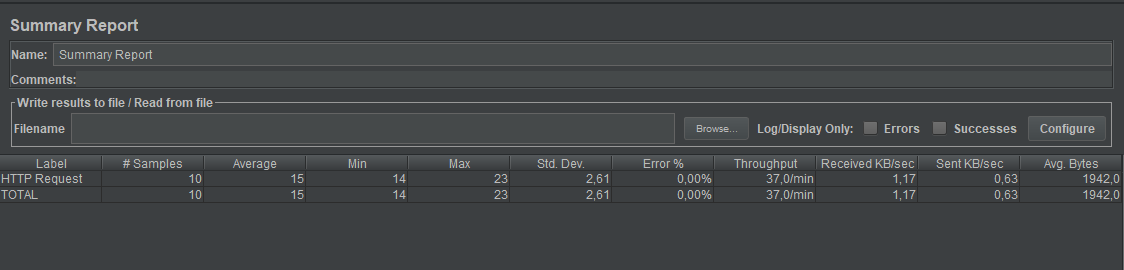 Summary Report
Name: Summary Report
Comments:
Write results to file / Read from file
Filename Browse... Log/Display Only: Errors Successes Configure
Label # Samples Average Min Max Std. Dev. Error % Throughput Received KB/sec Sent KB/sec Avg. Bytes
HTTP Request 10 15 14 23 2,61 0,00% 37,0/min 1,17 0,63 1942,0
TOTAL 10 15 14 23 2,61 0,00% 37,0/min 1,17 0,63 1942,0